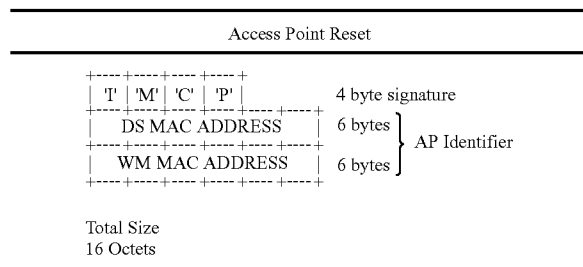 Access Point Reset
+----+----+----+----+
| 'T' | 'M' | 'C' | 'P' | 4 byte signature
+----+----+----+----+----+----+
| DS MAC ADDRESS | 6 bytes
AP Identifier
+----+----+----+----+----+----+
| WM MAC ADDRESS | 6 bytes
+----+----+----+----+----+----+
Total Size
16 Octets